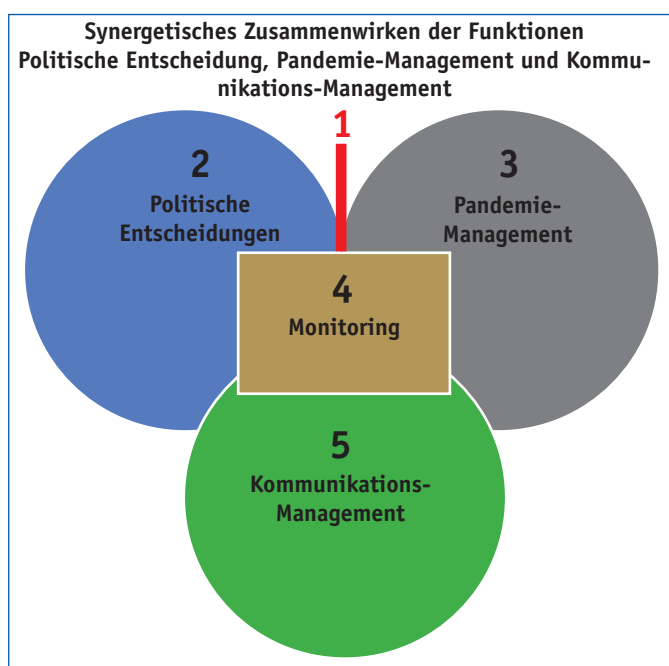 Synergetisches Zusammenwirken der Funktionen
Politische Entscheidung, Pandemie-Management und Kommu-
nikations-Management
1
2
Politische
Entscheidungen
3
Pandemie-
Management
4
Monitoring
5
Kommunikations-
Management